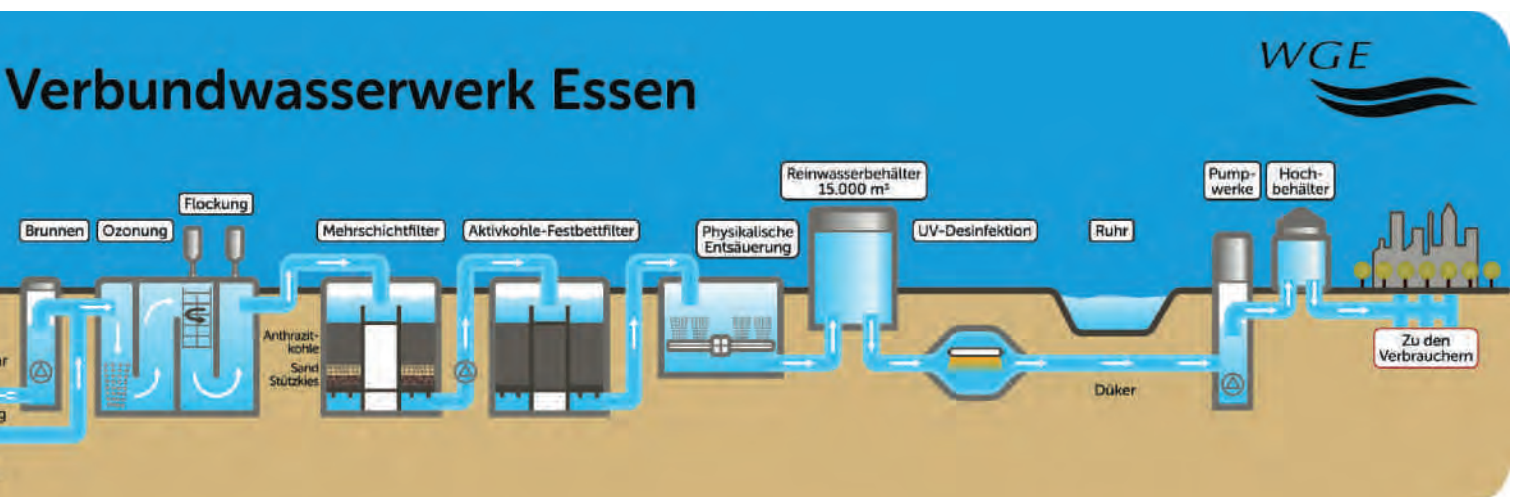 Verbundwasserwerk Essen
WGE
Brunnen
Ozonung
Flockung
Mehrschichtfilter
Aktivkohle-Festbettfilter
Physikalische
Entsäuerung
Reinwasserbehälter
15.000 m³
UV-Desinfektion
Ruhr
Pump-
werke
Hoch-
behälter
Anthrazit-
kohle
Sand
Stützkies
Düker
Zu den
Verbrauchern